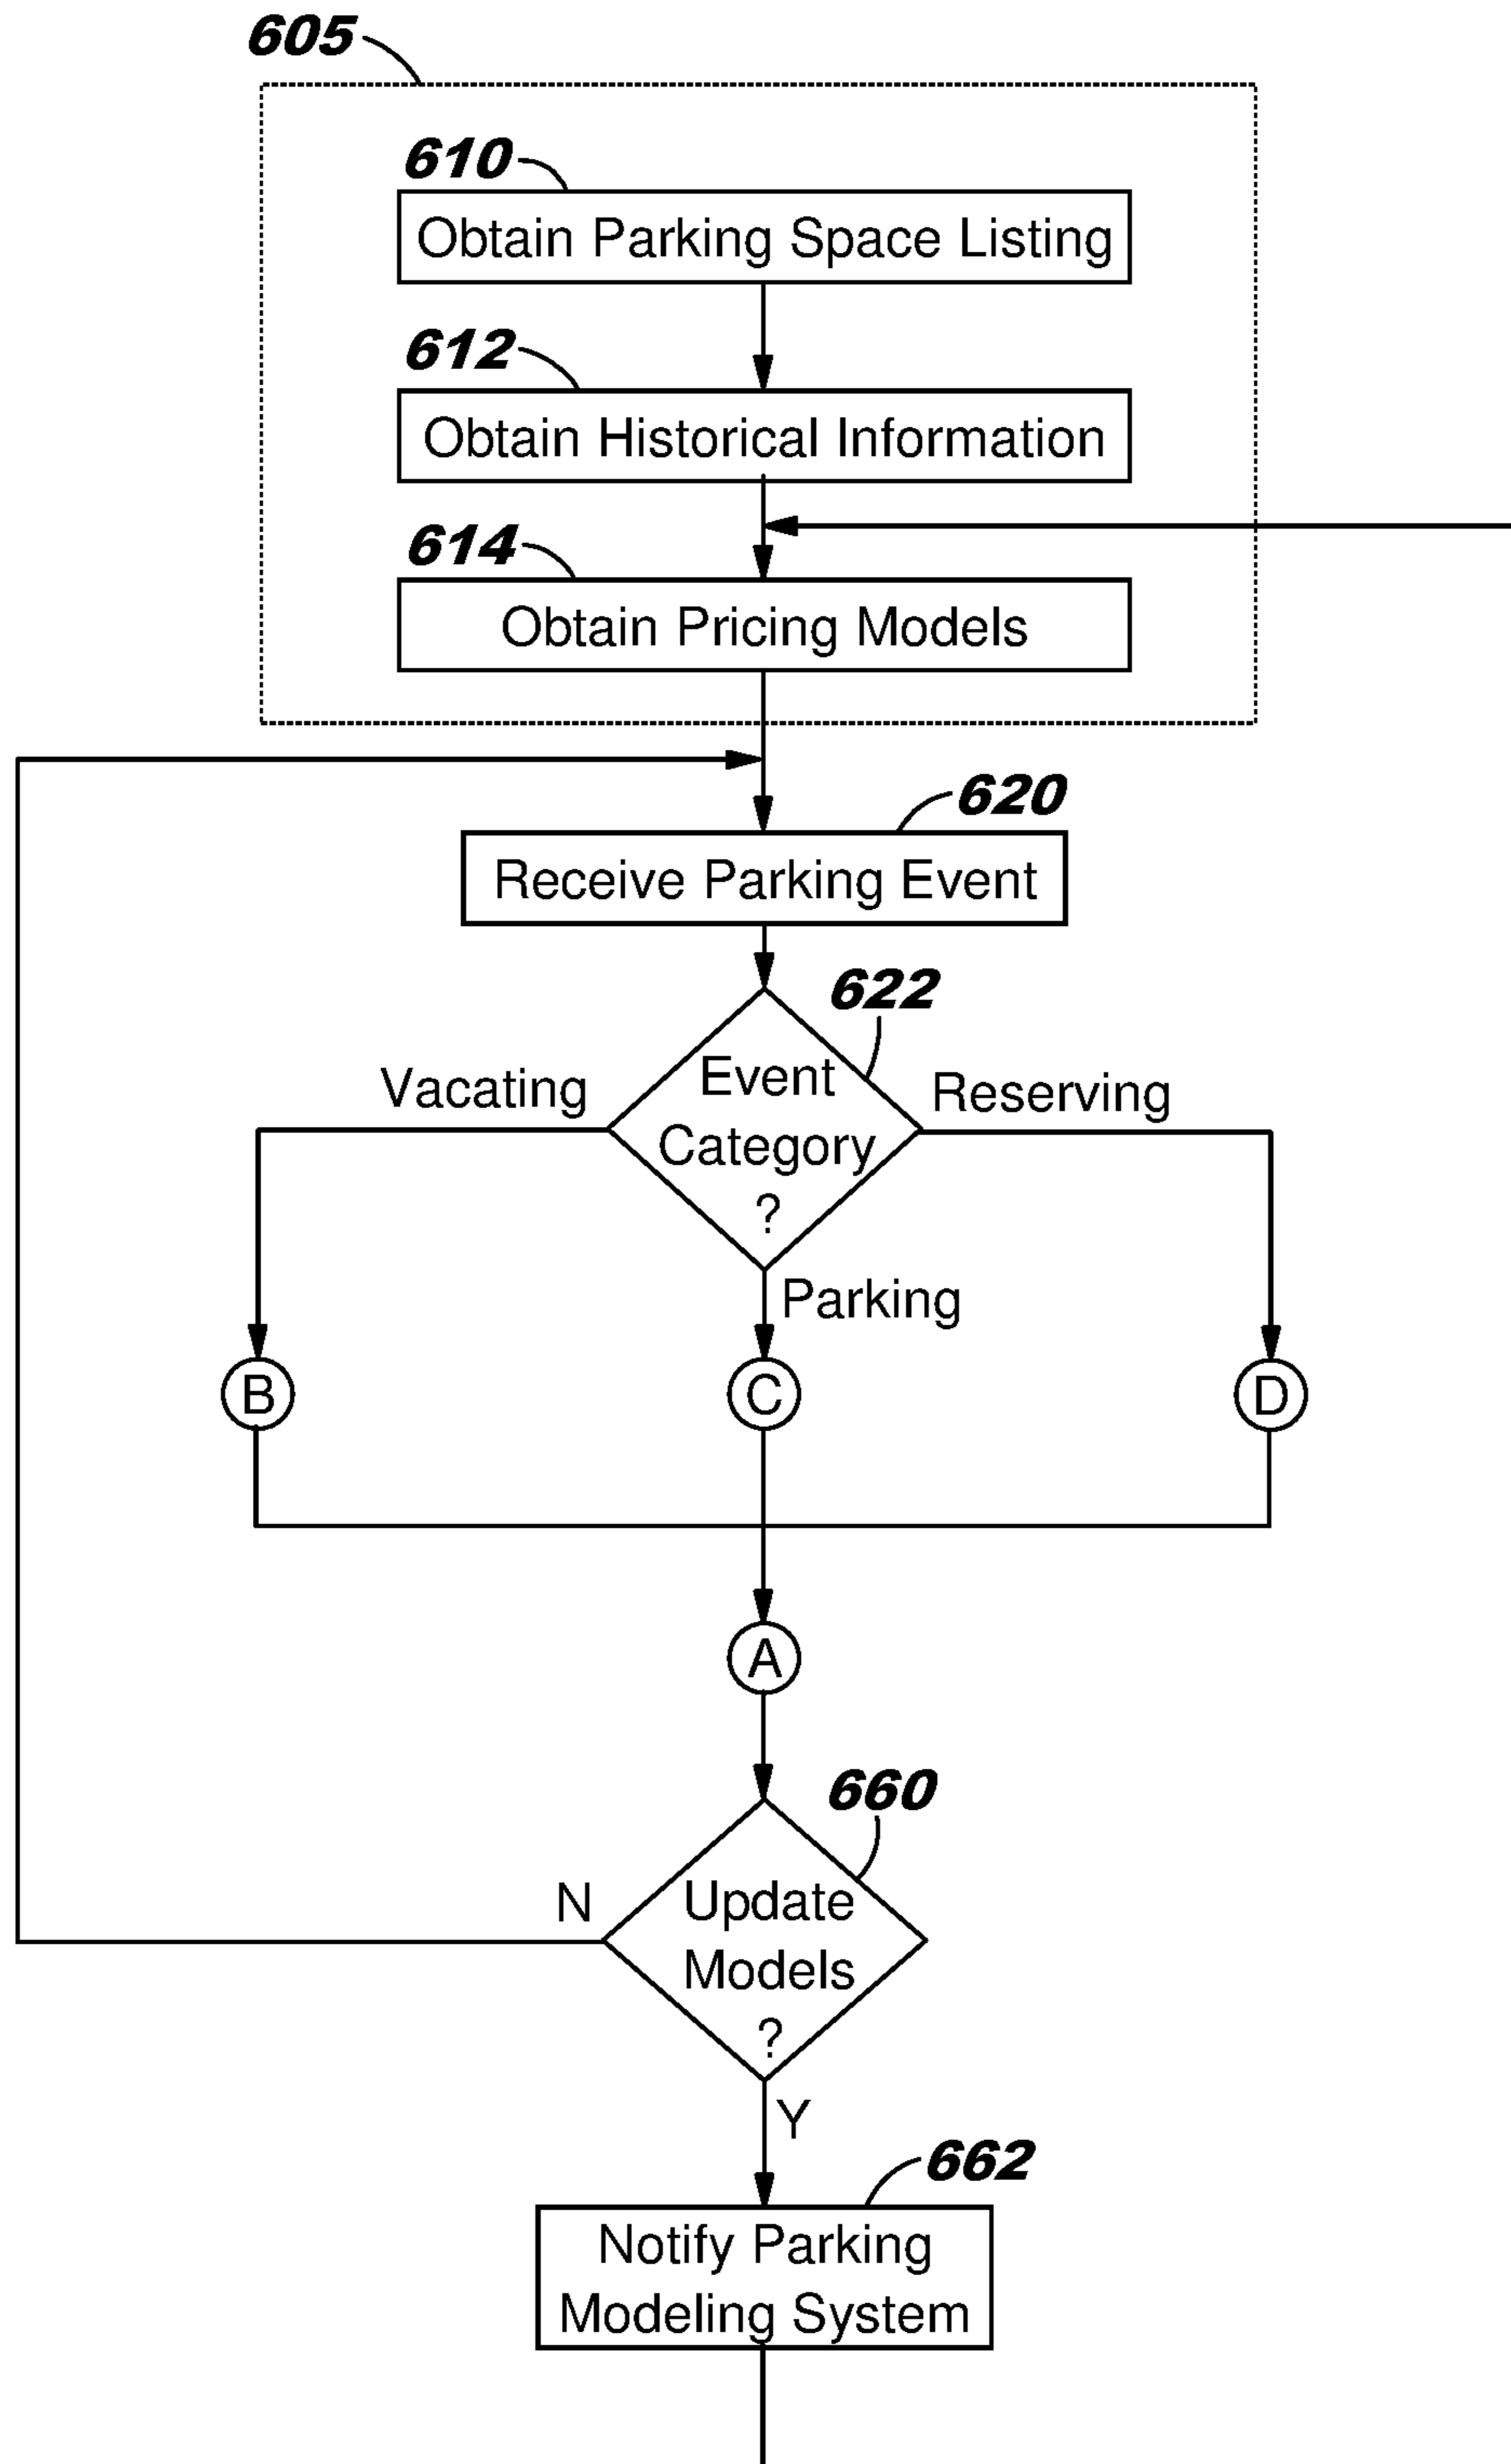 605
610
Obtain Parking Space Listing
612
Obtain Historical Information
614
Obtain Pricing Models
620
Receive Parking Event
622
Vacating
Event
Reserving
Category
?
Parking
B
C
D
A
660
N
Update
Models
?
Y
662
Notify Parking
Modeling System